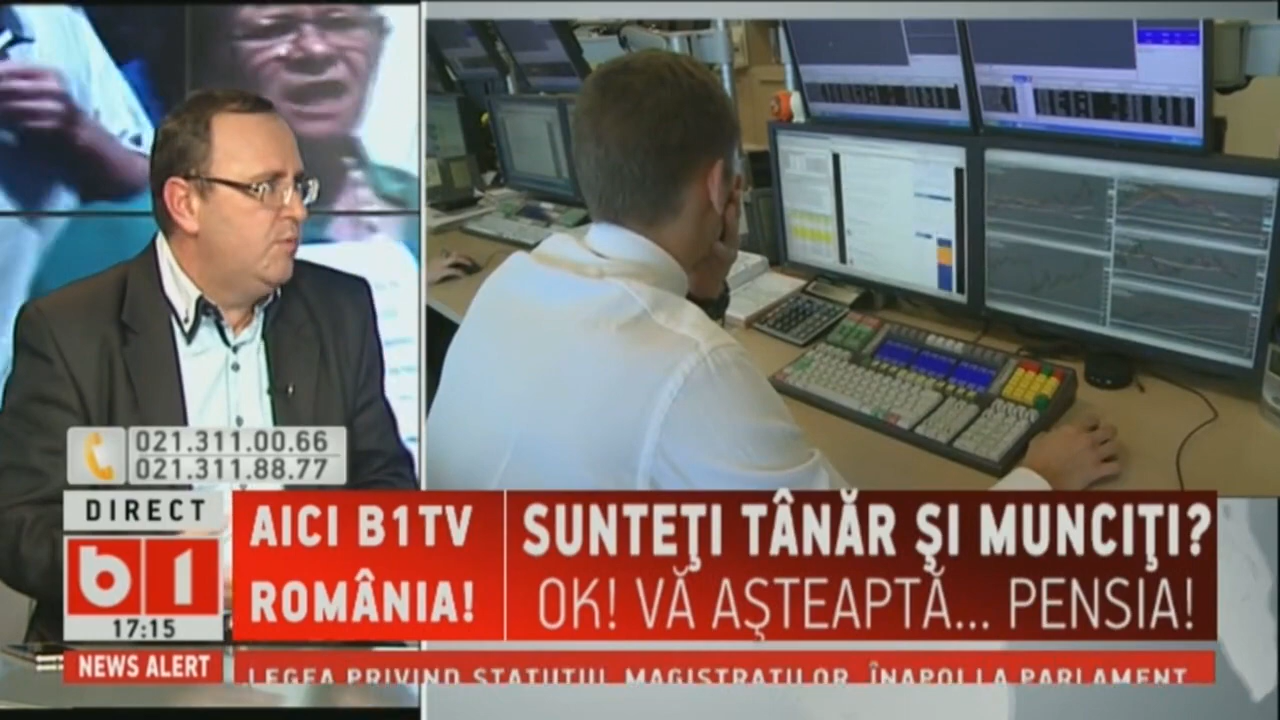 021.311.00.66
021.311.88.77
DIRECT
b1
17:15
AICI B1TV
ROMÂNIA!
SUNTEŢI TÂNĂR ŞI MUNCIŢI?
OK! VĂ AŞTEAPTĂ... PENSIA!
NEWS ALERT
LEGEA PRIVIND STATUTUL MAGISTRAŢILOR, ÎNAPOI LA PARLAMENT